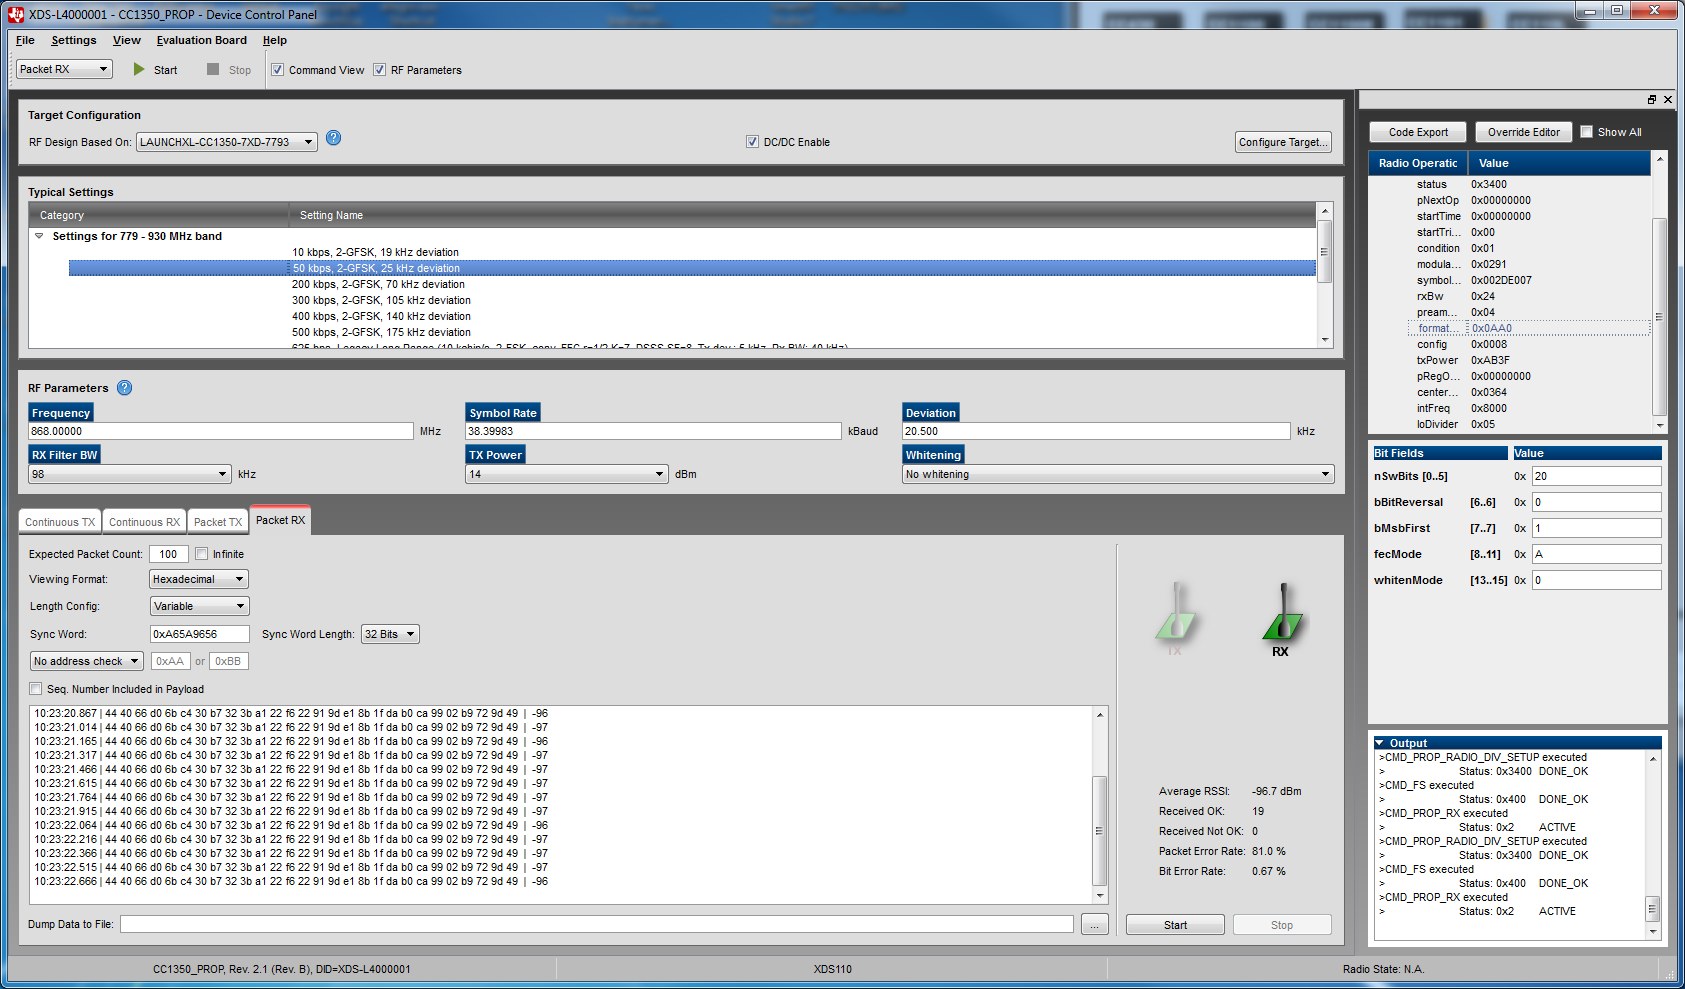 XDS-L4000001 - CC1350_PROP - Device Control Panel
File Settings View Evaluation Board Help
Packet RX Start Stop Command View RF Parameters
Target Configuration
RF Design Based On: LAUNCHXL-CC1350-7XD-7793 DC/DC Enable Configure Target...
Typical Settings
Category Setting Name
Settings for 779 - 930 MHz band
10 kbps, 2-GFSK, 19 kHz deviation
50 kbps, 2-GFSK, 25 kHz deviation
200 kbps, 2-GFSK, 70 kHz deviation
300 kbps, 2-GFSK, 105 kHz deviation
400 kbps, 2-GFSK, 140 kHz deviation
500 kbps, 2-GFSK, 175 kHz deviation
625 bps, Legacy Long Range (10 kchip/s, 2-FSK, conv. FEC r=1/2 K=7, DSSS SF=8, Tx dev.: 5 kHz, Rx BW: 40 kHz)
RF Parameters
Frequency Symbol Rate Deviation
868.00000 MHz 38.39983 kBaud 20.500 kHz
RX Filter BW TX Power Whitening
98 kHz 14 dBm No whitening
Continuous TX Continuous RX Packet TX Packet RX
Expected Packet Count: 100 Infinite
Viewing Format: Hexadecimal
Length Config: Variable
Sync Word: 0xA65A9656 Sync Word Length: 32 Bits
No address check 0xAA or 0xBB
Seq. Number Included in Payload
10:23:20.867 | 44 40 66 d0 6b c4 30 b7 32 3b a1 22 f6 22 91 9d e1 8b 1f da b0 ca 99 02 b9 72 9d 49 | -96
10:23:21.014 | 44 40 66 d0 6b c4 30 b7 32 3b a1 22 f6 22 91 9d e1 8b 1f da b0 ca 99 02 b9 72 9d 49 | -97
10:23:21.165 | 44 40 66 d0 6b c4 30 b7 32 3b a1 22 f6 22 91 9d e1 8b 1f da b0 ca 99 02 b9 72 9d 49 | -96
10:23:21.317 | 44 40 66 d0 6b c4 30 b7 32 3b a1 22 f6 22 91 9d e1 8b 1f da b0 ca 99 02 b9 72 9d 49 | -97
10:23:21.466 | 44 40 66 d0 6b c4 30 b7 32 3b a1 22 f6 22 91 9d e1 8b 1f da b0 ca 99 02 b9 72 9d 49 | -97
10:23:21.615 | 44 40 66 d0 6b c4 30 b7 32 3b a1 22 f6 22 91 9d e1 8b 1f da b0 ca 99 02 b9 72 9d 49 | -97
10:23:21.764 | 44 40 66 d0 6b c4 30 b7 32 3b a1 22 f6 22 91 9d e1 8b 1f da b0 ca 99 02 b9 72 9d 49 | -97
10:23:21.915 | 44 40 66 d0 6b c4 30 b7 32 3b a1 22 f6 22 91 9d e1 8b 1f da b0 ca 99 02 b9 72 9d 49 | -97
10:23:22.064 | 44 40 66 d0 6b c4 30 b7 32 3b a1 22 f6 22 91 9d e1 8b 1f da b0 ca 99 02 b9 72 9d 49 | -96
10:23:22.216 | 44 40 66 d0 6b c4 30 b7 32 3b a1 22 f6 22 91 9d e1 8b 1f da b0 ca 99 02 b9 72 9d 49 | -97
10:23:22.366 | 44 40 66 d0 6b c4 30 b7 32 3b a1 22 f6 22 91 9d e1 8b 1f da b0 ca 99 02 b9 72 9d 49 | -97
10:23:22.515 | 44 40 66 d0 6b c4 30 b7 32 3b a1 22 f6 22 91 9d e1 8b 1f da b0 ca 99 02 b9 72 9d 49 | -97
10:23:22.666 | 44 40 66 d0 6b c4 30 b7 32 3b a1 22 f6 22 91 9d e1 8b 1f da b0 ca 99 02 b9 72 9d 49 | -96
Dump Data to File: ...
TX RX
Average RSSI: -96.7 dBm
Received OK: 19
Received Not OK: 0
Packet Error Rate: 81.0 %
Bit Error Rate: 0.67 %
Start Stop
Code Export Override Editor Show All
Radio Operatic Value
status 0x3400
pNextOp 0x00000000
startTime 0x00000000
startTri... 0x00
condition 0x01
modula... 0x0291
symbol... 0x002DE007
rxBw 0x24
pream... 0x04
format... 0x0AA0
config 0x0008
txPower 0xAB3F
pRegO... 0x00000000
center... 0x0364
intFreq 0x8000
loDivider 0x05
Bit Fields Value
nSwBits [0..5] 0x 20
bBitReversal [6..6] 0x 0
bMsbFirst [7..7] 0x 1
fecMode [8..11] 0x A
whitenMode [13..15] 0x 0
Output
>CMD_PROP_RADIO_DIV_SETUP executed
> Status: 0x3400 DONE_OK
>CMD_FS executed
> Status: 0x400 DONE_OK
>CMD_PROP_RX executed
> Status: 0x2 ACTIVE
>CMD_PROP_RADIO_DIV_SETUP executed
> Status: 0x3400 DONE_OK
>CMD_FS executed
> Status: 0x400 DONE_OK
>CMD_PROP_RX executed
> Status: 0x2 ACTIVE
CC1350_PROP, Rev. 2.1 (Rev. B), DID=XDS-L4000001 XDS110 Radio State: N.A.